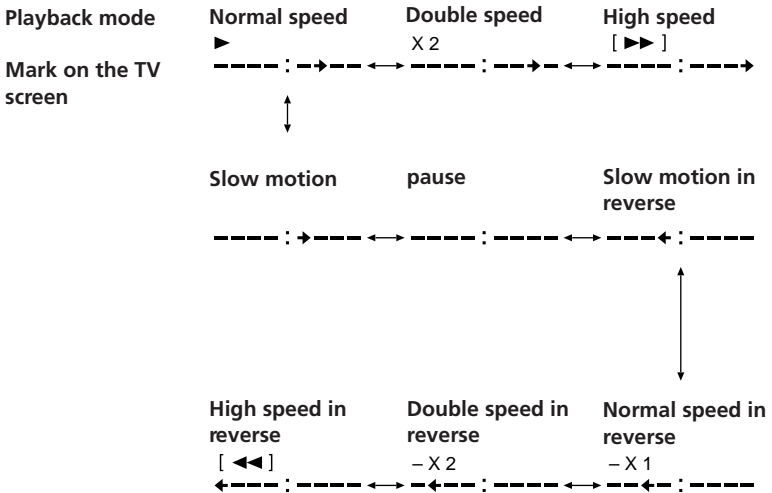 Playback mode Normal speed Double speed High speed
► X 2 [ ►► ]
Mark on the TV
screen
Slow motion pause Slow motion in
reverse
High speed in Double speed in Normal speed in
reverse reverse reverse
[ ◄◄ ] – X 2 – X 1